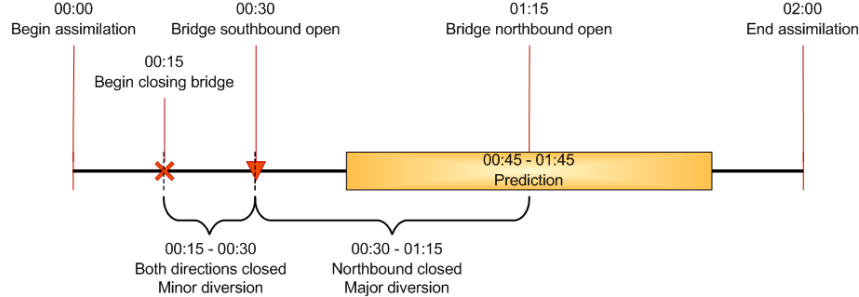 00:00
Begin assimilation
00:30
Bridge southbound open
01:15
Bridge northbound open
02:00
End assimilation
00:15
Begin closing bridge
00:45 - 01:45
Prediction
00:15 - 00:30
Both directions closed
Minor diversion
00:30 - 01:15
Northbound closed
Major diversion